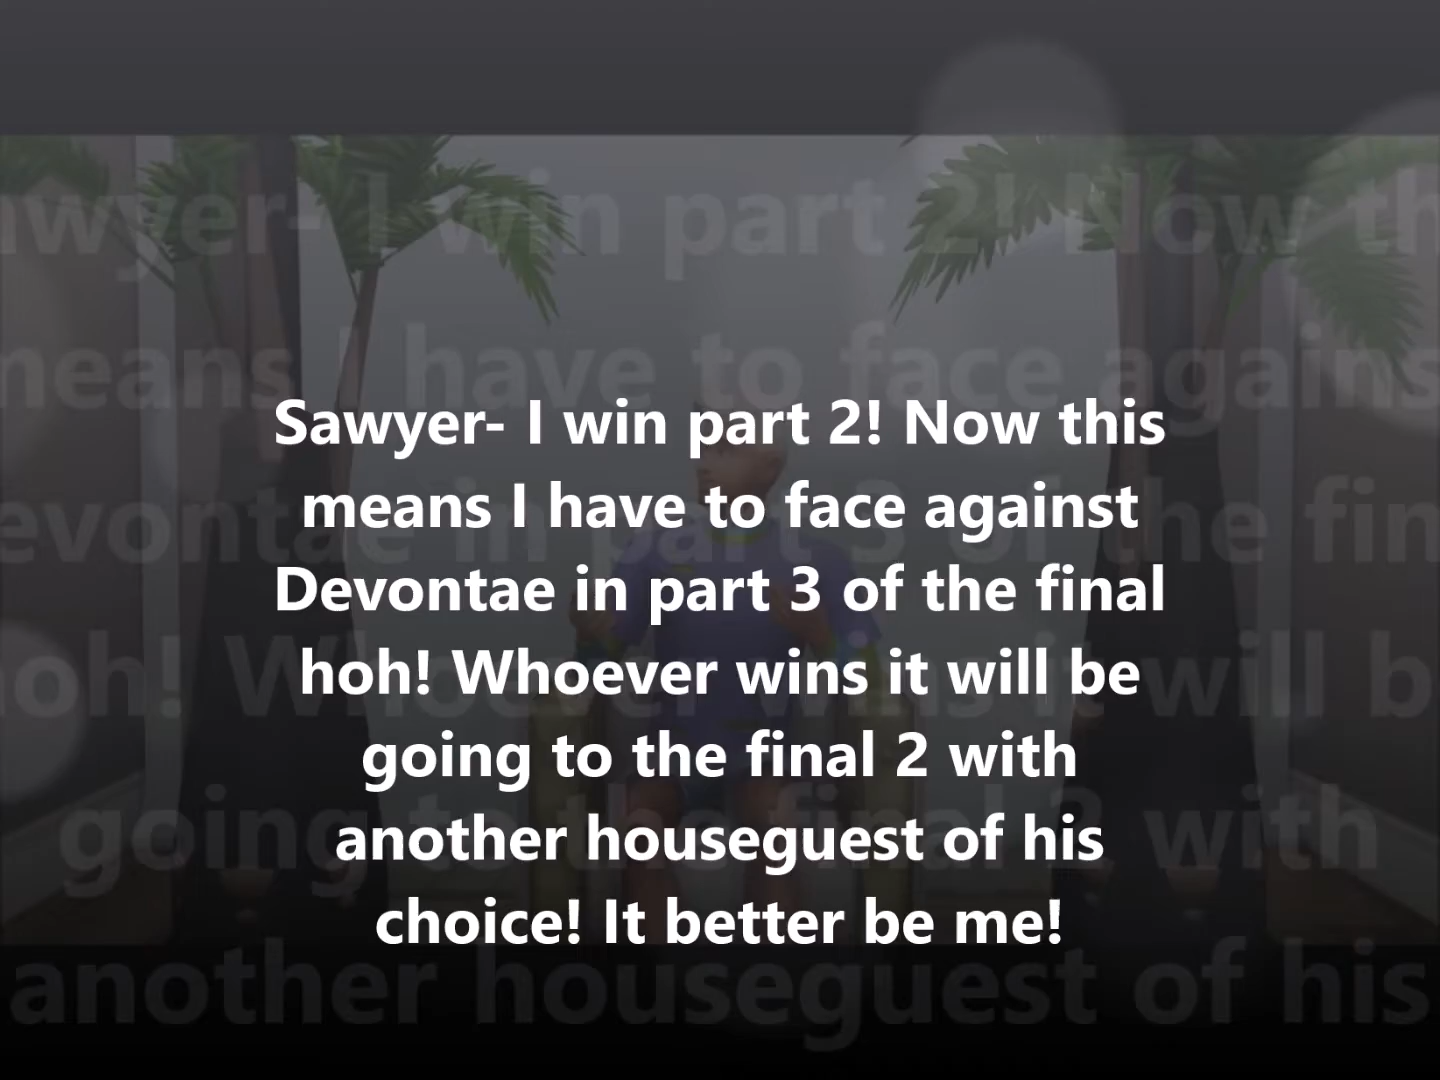 Sawyer- I win part 2! Now this
means I have to face against
Devontae in part 3 of the final
hoh! Whoever wins it will be
going to the final 2 with
another houseguest of his
choice! It better be me!